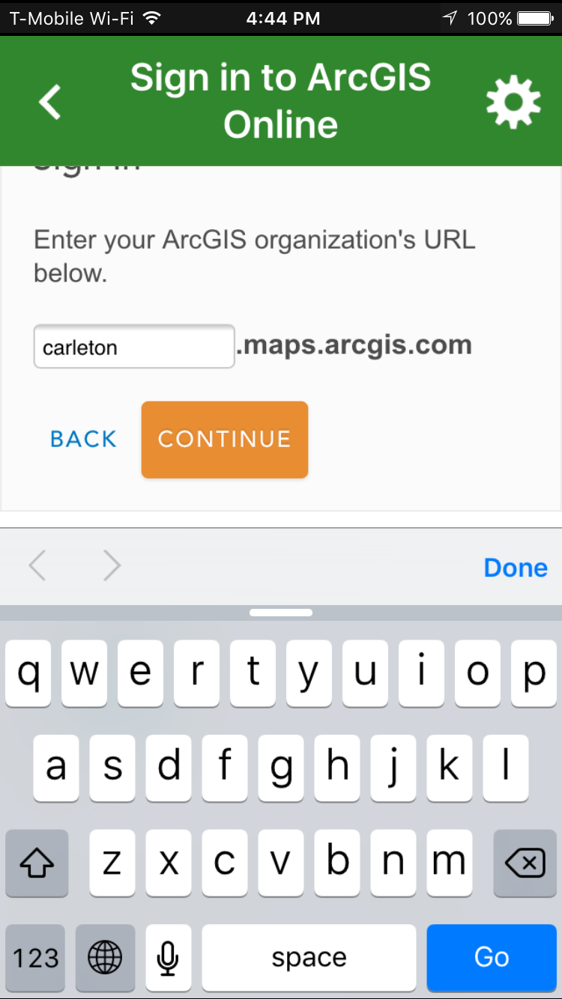 T-Mobile Wi-Fi 4:44 PM 100%
Sign in to ArcGIS
Online
Sign in
Enter your ArcGIS organization's URL
below.
carleton.maps.arcgis.com
BACK CONTINUE
Done
q w e r t y u i o p
a s d f g h j k l
z x c v b n m
123 space Go